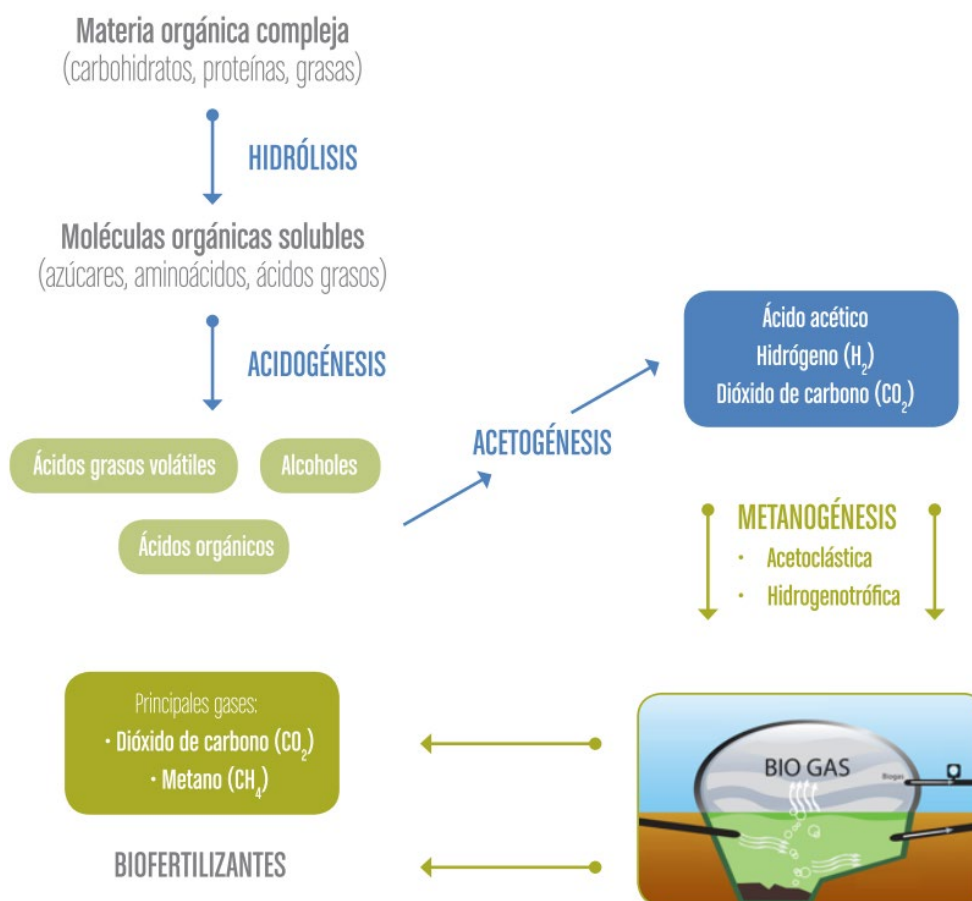 Materia orgánica compleja
(carbohidratos, proteínas, grasas)
HIDRÓLISIS
Moléculas orgánicas solubles
(azúcares, aminoácidos, ácidos grasos)
ACIDOGÉNESIS
Ácidos grasos volátiles
Alcoholes
Ácidos orgánicos
ACETOGÉNESIS
Ácido acético
Hidrógeno (H₂)
Dióxido de carbono (CO₂)
METANOGÉNESIS
· Acetoclástica
· Hidrogenotrófica
BIO GAS
Biogas
Principales gases:
· Dióxido de carbono (CO₂)
· Metano (CH₄)
BIOFERTILIZANTES